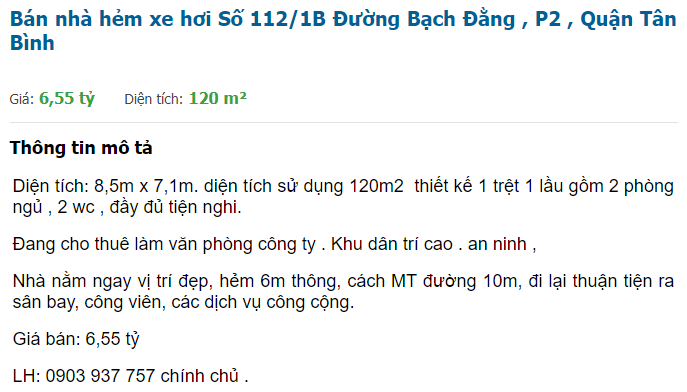 Bán nhà hẻm xe hơi Số 112/1B Đường Bạch Đằng , P2 , Quận Tân
Bình
Giá: 6,55 tỷ Diện tích: 120 m²
Thông tin mô tả
Diện tích: 8,5m x 7,1m. diện tích sử dụng 120m2 thiết kế 1 trệt 1 lầu gồm 2 phòng
ngủ , 2 wc , đầy đủ tiện nghi.
Đang cho thuê làm văn phòng công ty . Khu dân trí cao . an ninh ,
Nhà nằm ngay vị trí đẹp, hẻm 6m thông, cách MT đường 10m, đi lại thuận tiện ra
sân bay, công viên, các dịch vụ công cộng.
Giá bán: 6,55 tỷ
LH: 0903 937 757 chính chủ .